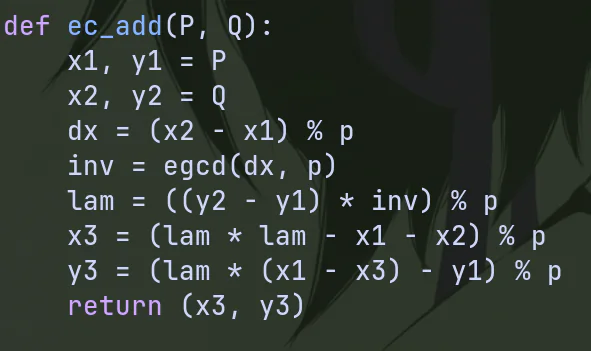 def ec_add(P, Q):
    x1, y1 = P
    x2, y2 = Q
    dx = (x2 - x1) % p
    inv = egcd(dx, p)
    lam = ((y2 - y1) * inv) % p
    x3 = (lam * lam - x1 - x2) % p
    y3 = (lam * (x1 - x3) - y1) % p
    return (x3, y3)